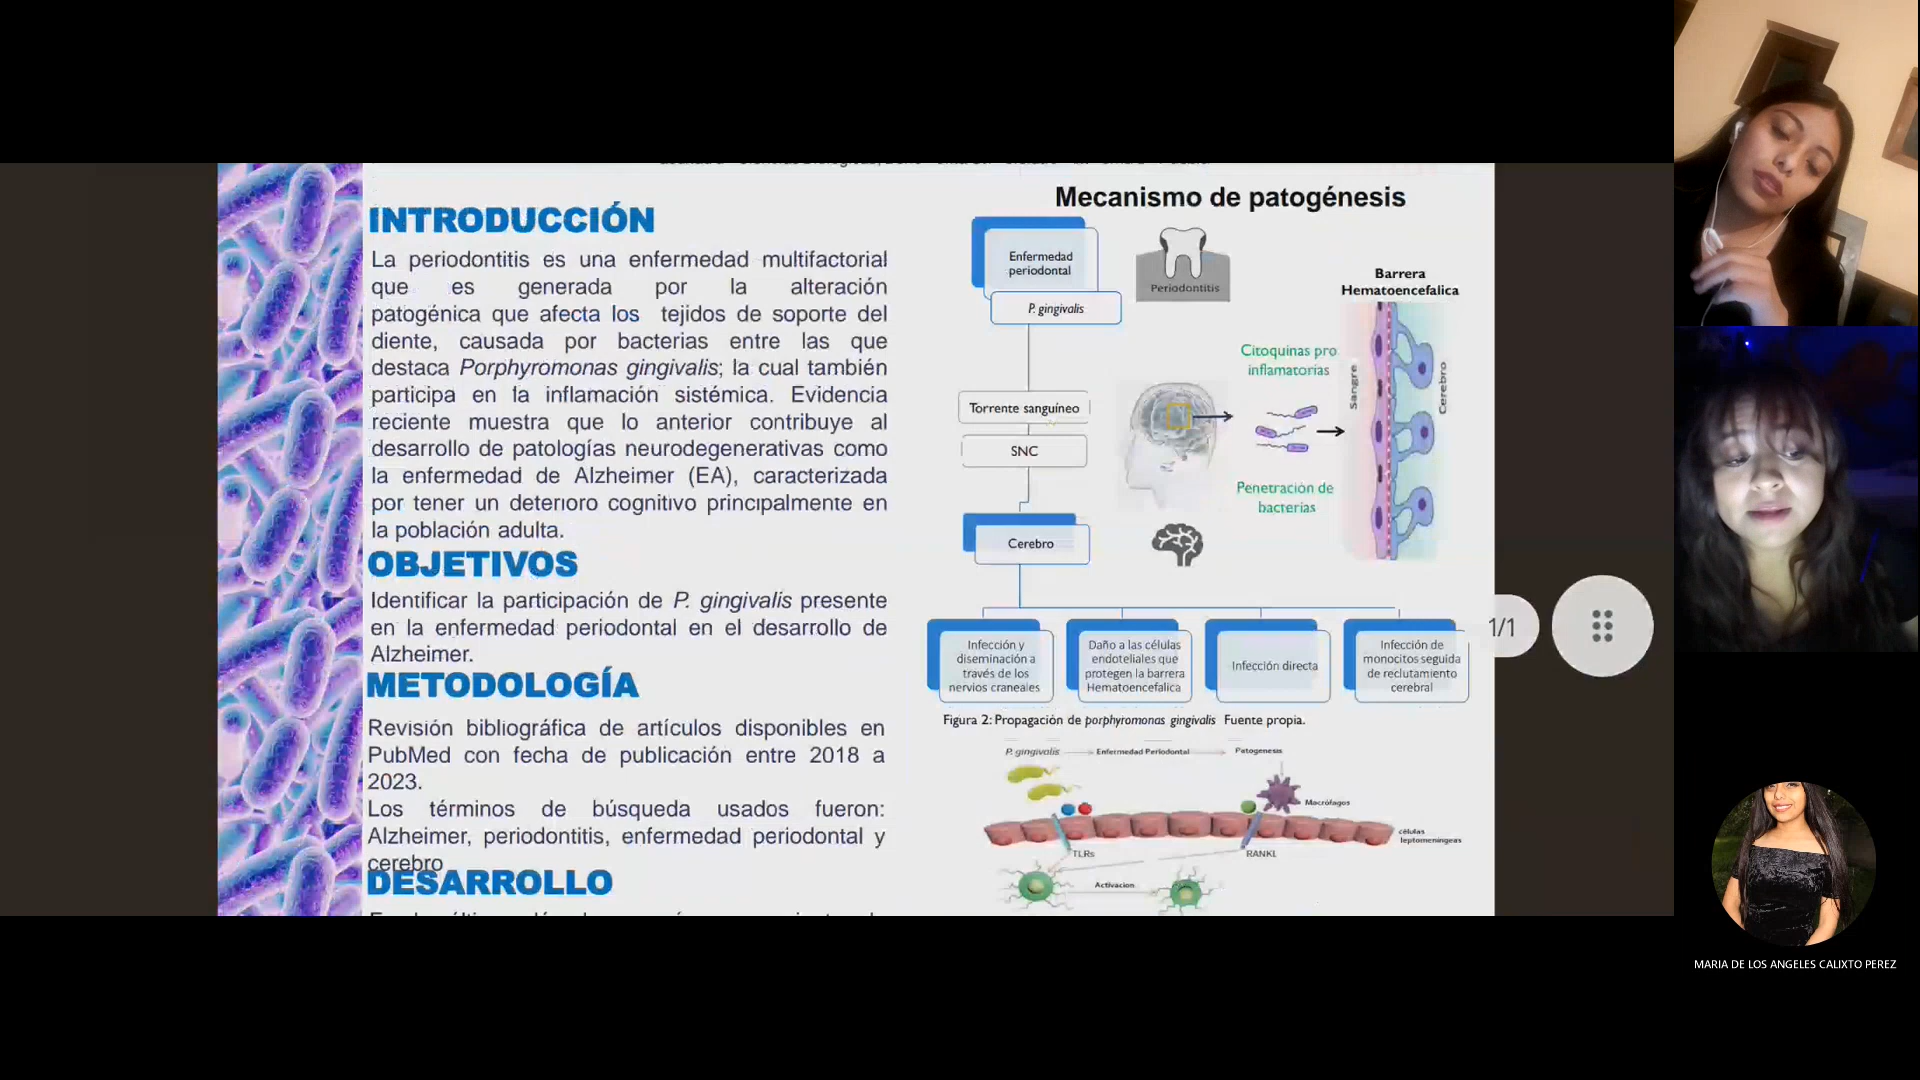 INTRODUCCIÓN
La periodontitis es una enfermedad multifactorial
que es generada por la alteración
patogénica que afecta los tejidos de soporte del
diente, causada por bacterias entre las que
destaca Porphyromonas gingivalis; la cual también
participa en la inflamación sistémica. Evidencia
reciente muestra que lo anterior contribuye al
desarrollo de patologías neurodegenerativas como
la enfermedad de Alzheimer (EA), caracterizada
por tener un deterioro cognitivo principalmente en
la población adulta.
OBJETIVOS
Identificar la participación de P. gingivalis presente
en la enfermedad periodontal en el desarrollo de
Alzheimer.
METODOLOGÍA
Revisión bibliográfica de artículos disponibles en
PubMed con fecha de publicación entre 2018 a
2023.
Los términos de búsqueda usados fueron:
Alzheimer, periodontitis, enfermedad periodontal y
cerebro
DESARROLLO
Mecanismo de patogénesis
Enfermedad
periodontal
P. gingivalis
Periodontitis
Barrera
Hematoencefalica
Citoquinas pro
inflamatorias
Sangre
Cerebro
Torrente sanguíneo
SNC
Penetración de
bacterias
Cerebro
Infección y
diseminación a
través de los
nervios craneales
Daño a las células
endoteliales que
protegen la barrera
Hematoencefalica
Infección directa
Infección de
monocitos seguida
de reclutamiento
cerebral
1/1
Figura 2: Propagación de porphyromonas gingivalis Fuente propia.
P. gingivalis
Enfermedad Periodontal
Patogenesis
Macrófagos
células
leptomeningeas
TLRs
RANKL
Activacion
MARIA DE LOS ANGELES CALIXTO PEREZ